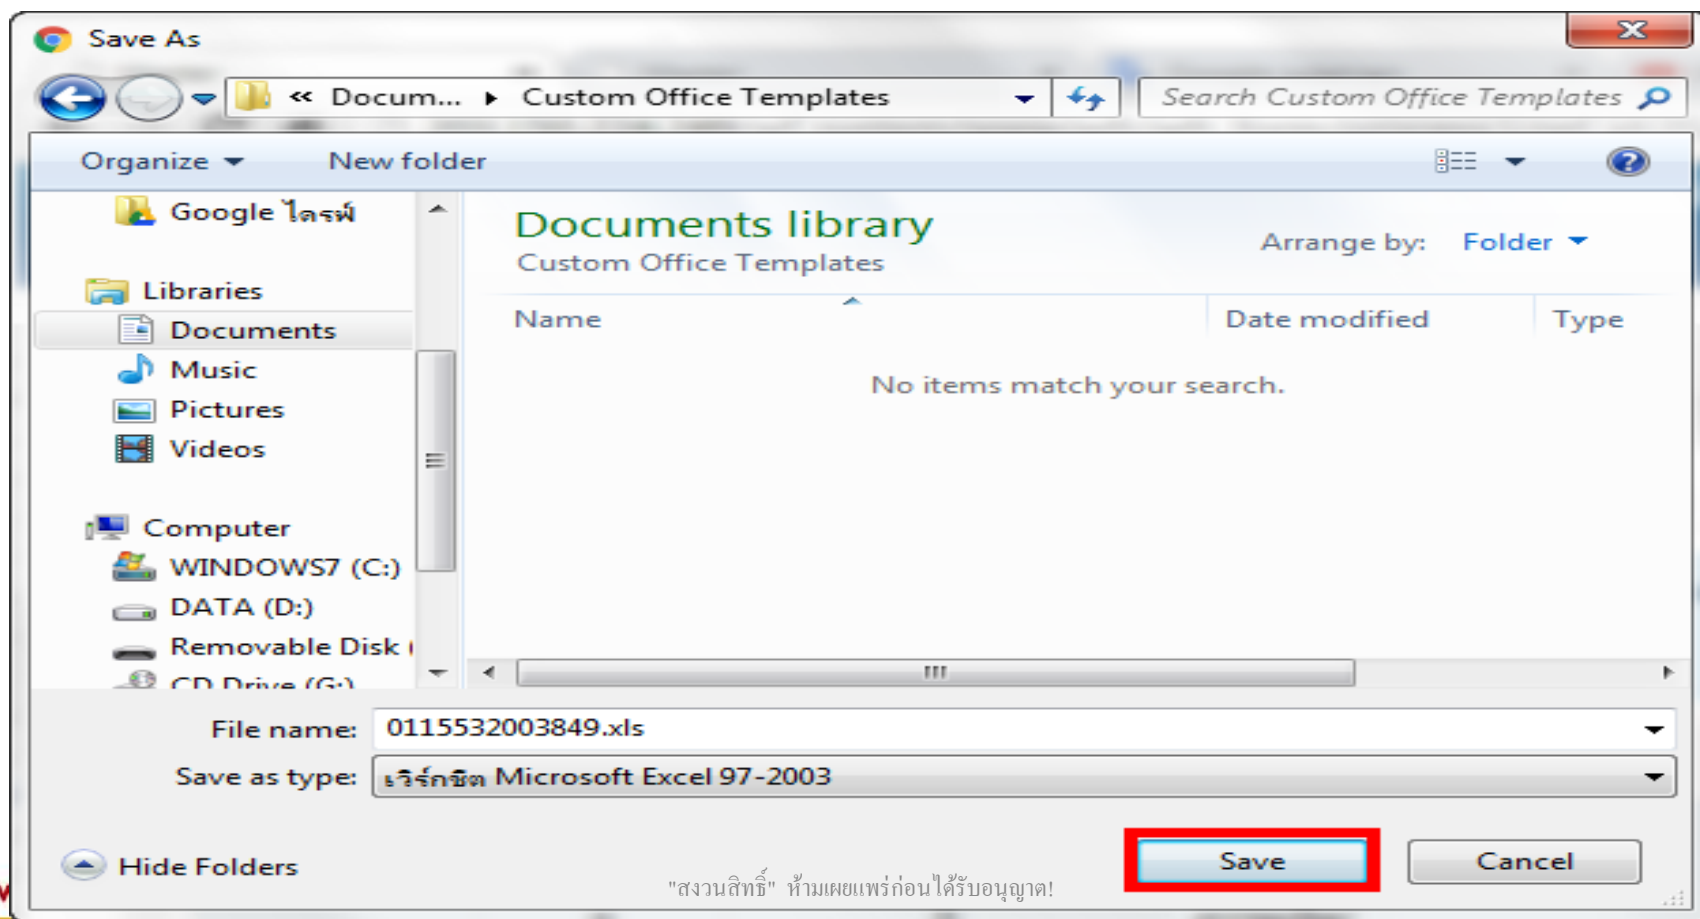 Save As
« Docum... Custom Office Templates
Search Custom Office Templates
Organize New folder
Google ไดรฟ์
Libraries
Documents
Music
Pictures
Videos
Computer
WINDOWS7 (C:)
DATA (D:)
Removable Disk
CD Drive (G:)
Documents library
Custom Office Templates
Arrange by: Folder
Name Date modified Type
No items match your search.
File name: 0115532003849.xls
Save as type: เวิร์กชีต Microsoft Excel 97-2003
Hide Folders Save Cancel
"สงวนสิทธิ์" ห้ามเผยแพร่ก่อนได้รับอนุญาต!